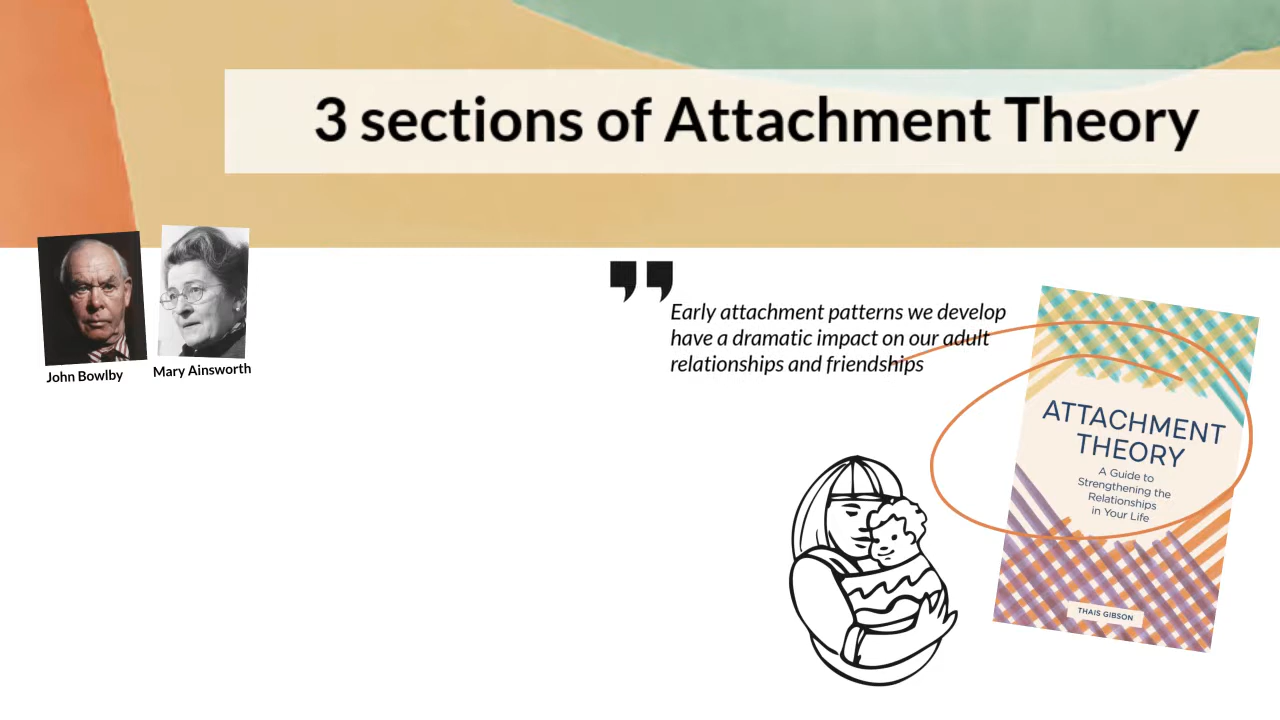 3 sections of Attachment Theory
John Bowlby
Mary Ainsworth
❞
Early attachment patterns we develop
have a dramatic impact on our adult
relationships and friendships
ATTACHMENT
THEORY
A Guide to
Strengthening the
Relationships
in Your Life
THAIS GIBSON